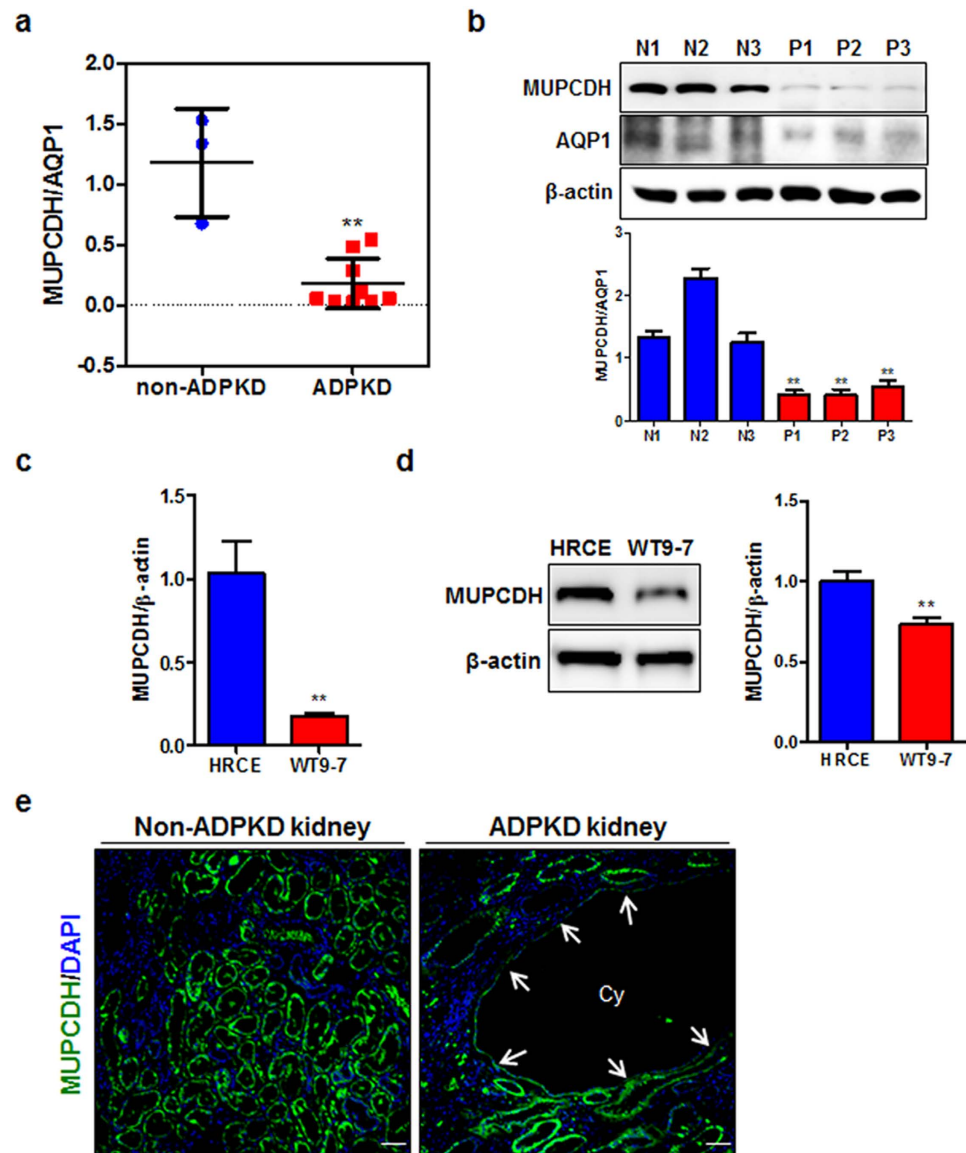 a
MUPCDH/AQP1
2.0
1.5
1.0
0.5
0.0
-0.5
**
non-ADPKD ADPKD
b
N1 N2 N3 P1 P2 P3
MUPCDH
AQP1
β-actin
MUPCDH/AQP1
3
2
1
0
** ** **
N1 N2 N3 P1 P2 P3
c
MUPCDH/β-actin
1.5
1.0
0.5
0.0
**
HRCE WT9-7
d
HRCE WT9-7
MUPCDH
β-actin
MUPCDH/β-actin
1.5
1.0
0.5
0.0
**
HRCE WT9-7
e
Non-ADPKD kidney ADPKD kidney
MUPCDH/DAPI
Cy